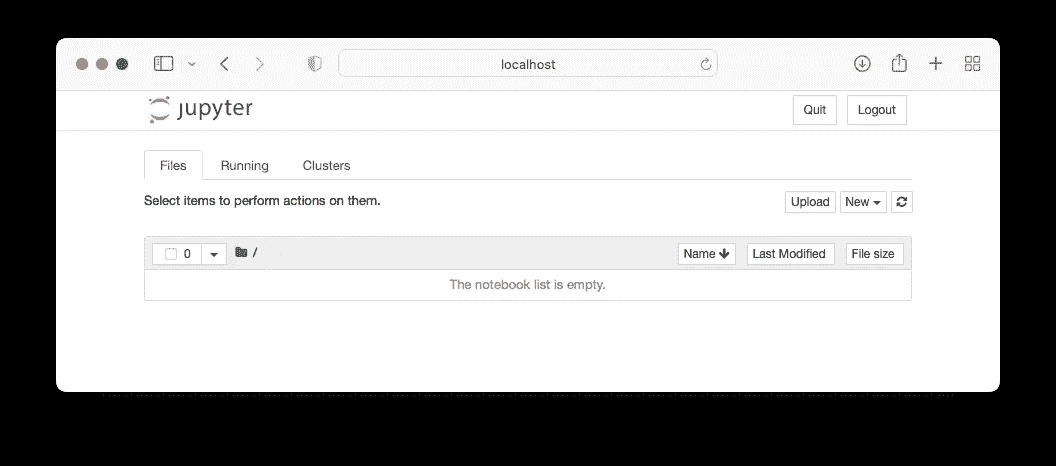 localhost
jupyter
Quit Logout
Files Running Clusters
Select items to perform actions on them.
Upload New
0 / Name Last Modified File size
The notebook list is empty.